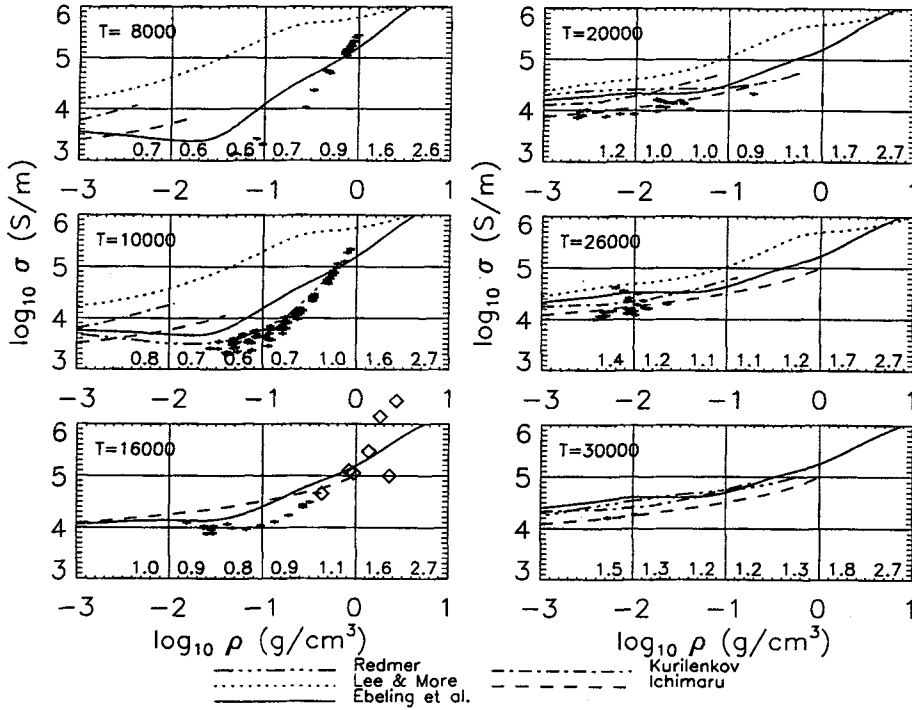 6
T= 8000
5
4
3
0.7 0.6 0.6 0.7 0.9 1.6 2.6
−3 −2 −1 0 1
6
T=20000
5
4
3
1.2 1.0 1.0 0.9 1.1 1.7 2.7
−3 −2 −1 0 1
log10 σ (S/m)
6
T=10000
5
4
3
0.8 0.7 0.6 0.7 1.0 1.6 2.7
−3 −2 −1 0 1
log10 σ (S/m)
6
T=26000
5
4
3
1.4 1.2 1.1 1.1 1.2 1.7 2.7
−3 −2 −1 0 1
6
T=16000
5
4
3
1.0 0.9 0.8 0.9 1.1 1.6 2.7
−3 −2 −1 0 1
log10 ρ (g/cm3)
6
T=30000
5
4
3
1.5 1.3 1.2 1.2 1.3 1.8 2.7
−3 −2 −1 0 1
log10 ρ (g/cm3)
Redmer
Lee & More
Ebeling et al.
Kurilenkov
Ichimaru